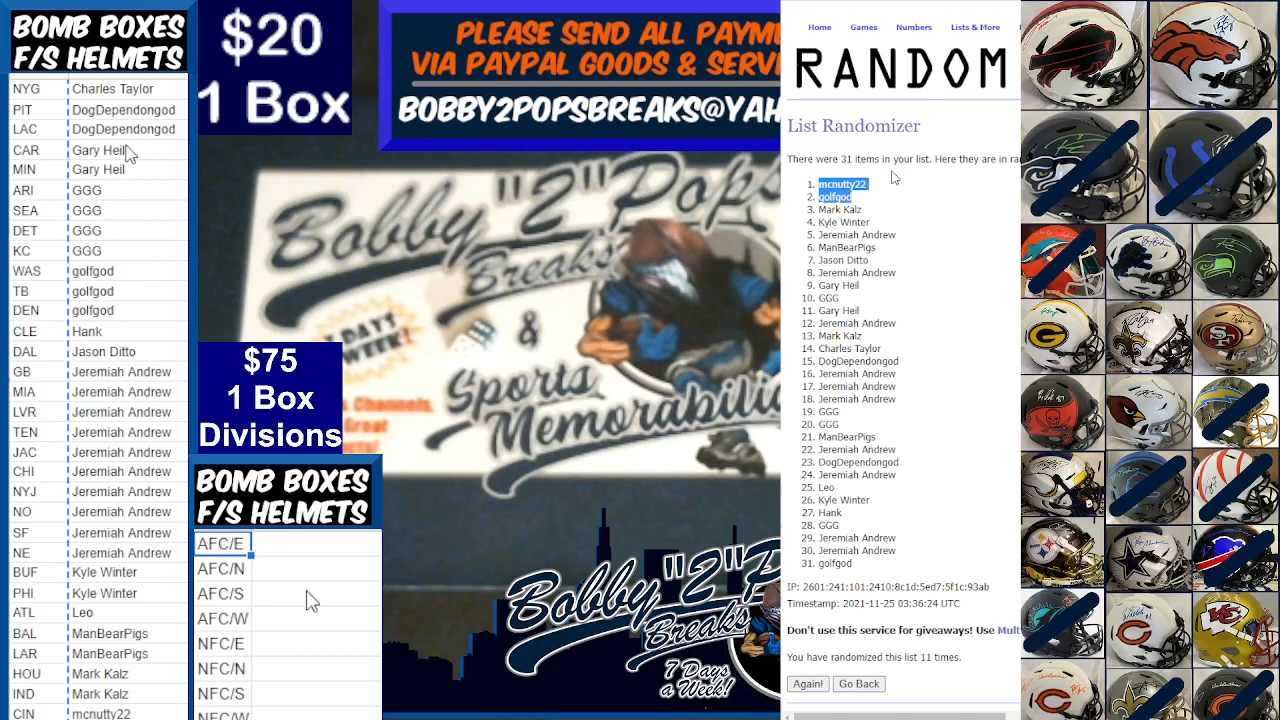 BOMB BOXES
F/S HELMETS
NYG Charles Taylor
PIT DogDependongod
LAC DogDependongod
CAR Gary Heil
MIN Gary Heil
ARI GGG
SEA GGG
DET GGG
KC GGG
WAS golfgod
TB golfgod
DEN golfgod
CLE Hank
DAL Jason Ditto
GB Jeremiah Andrew
MIA Jeremiah Andrew
LVR Jeremiah Andrew
TEN Jeremiah Andrew
JAC Jeremiah Andrew
CHI Jeremiah Andrew
NYJ Jeremiah Andrew
NO Jeremiah Andrew
SF Jeremiah Andrew
NE Jeremiah Andrew
BUF Kyle Winter
PHI Kyle Winter
ATL Leo
BAL ManBearPigs
LAR ManBearPigs
HOU Mark Kalz
IND Mark Kalz
CIN mcnutty22
$20
1 Box
$75
1 Box
Divisions
BOMB BOXES
F/S HELMETS
AFC/E
AFC/N
AFC/S
AFC/W
NFC/E
NFC/N
NFC/S
NFC/W
PLEASE SEND ALL PAYME
VIA PAYPAL GOODS & SERVI
BOBBY2POPSBREAKS@YAH
Bobby "2" Pops
Breaks
&
Sports
Memorabilia
DAYS
WEEK!
Channels.
Great
Bobby "2"
Breaks
7 Days
a Week!
Home Games Numbers Lists & More
RANDOM
List Randomizer
There were 31 items in your list. Here they are in ra
1. mcnutty22
2. golfgod
3. Mark Kalz
4. Kyle Winter
5. Jeremiah Andrew
6. ManBearPigs
7. Jason Ditto
8. Jeremiah Andrew
9. Gary Heil
10. GGG
11. Gary Heil
12. Jeremiah Andrew
13. Mark Kalz
14. Charles Taylor
15. DogDependongod
16. Jeremiah Andrew
17. Jeremiah Andrew
18. Jeremiah Andrew
19. GGG
20. GGG
21. ManBearPigs
22. Jeremiah Andrew
23. DogDependongod
24. Jeremiah Andrew
25. Leo
26. Kyle Winter
27. Hank
28. GGG
29. Jeremiah Andrew
30. Jeremiah Andrew
31. golfgod
IP: 2601:241:101:2410:8c1d:5ed7:5f1c:93ab
Timestamp: 2021-11-25 03:36:24 UTC
Don't use this service for giveaways! Use Mult
You have randomized this list 11 times.
Again! Go Back